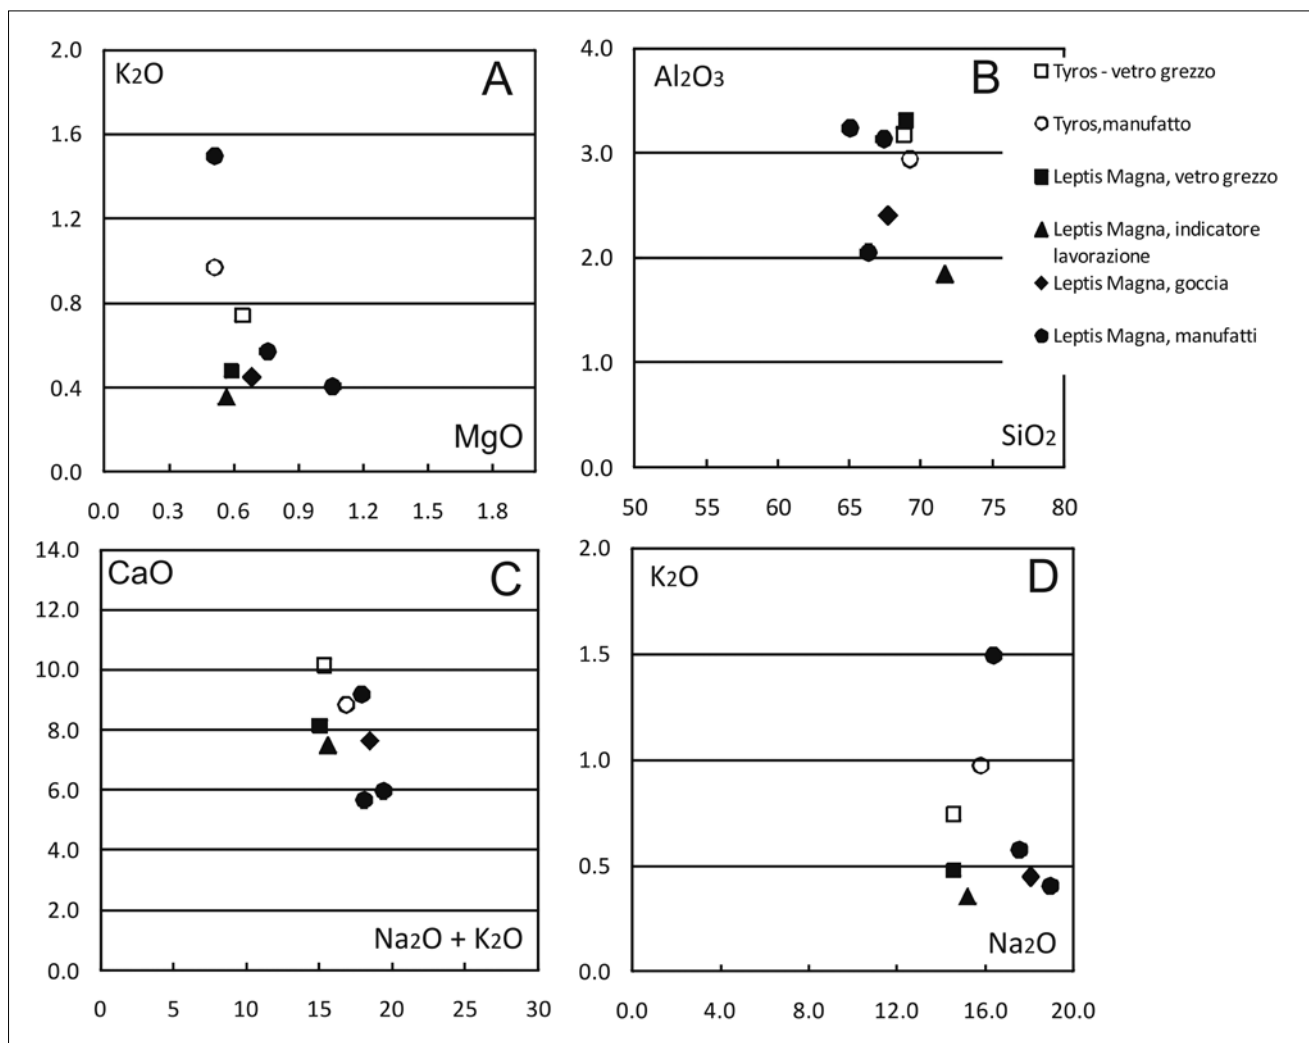 K2O
A
2.0
1.6
1.2
0.8
0.4
0.0
MgO
0.0 0.3 0.6 0.9 1.2 1.5 1.8
Al2O3
B
4.0
3.0
2.0
1.0
0.0
SiO2
50 55 60 65 70 75 80
Tyros - vetro grezzo
Tyros,manufatto
Leptis Magna, vetro grezzo
Leptis Magna, indicatore
lavorazione
Leptis Magna, goccia
Leptis Magna, manufatti
CaO
C
14.0
12.0
10.0
8.0
6.0
4.0
2.0
0.0
Na2O + K2O
0 5 10 15 20 25 30
K2O
D
2.0
1.5
1.0
0.5
0.0
Na2O
0.0 4.0 8.0 12.0 16.0 20.0